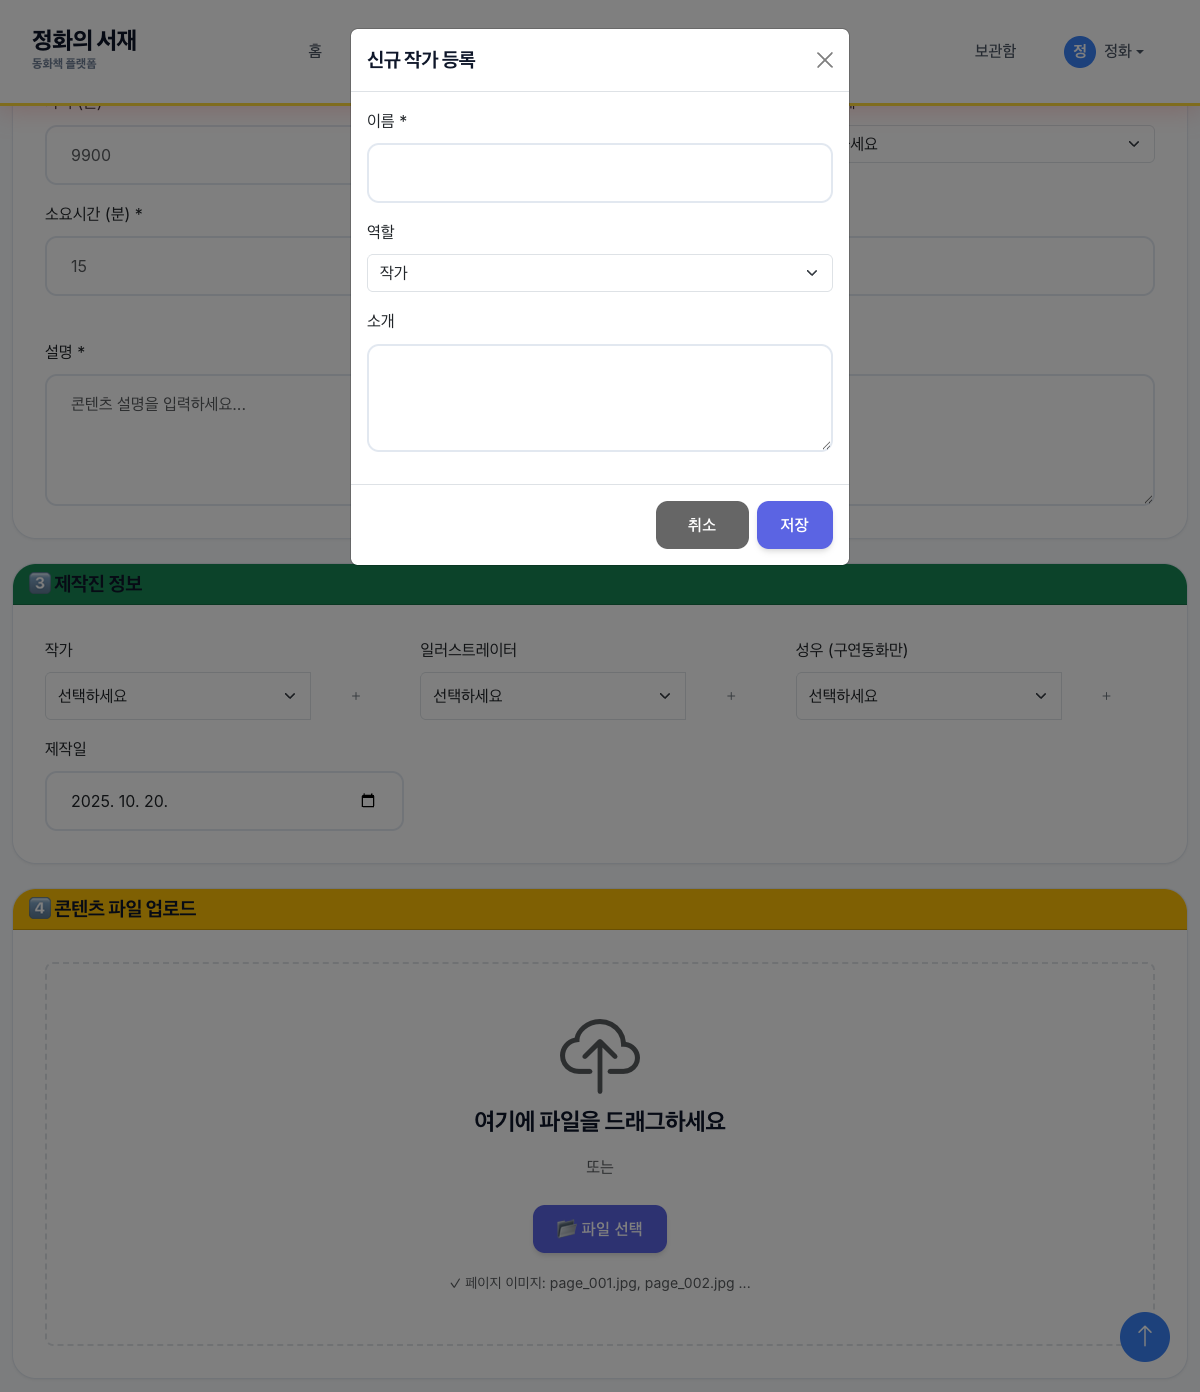 정화의 서재
동화책 플랫폼
홈
보관함
정 정화
신규 작가 등록
이름 *
역할
작가
소개
취소
저장
9900
세요
소요시간 (분) *
15
설명 *
콘텐츠 설명을 입력하세요...
3 제작진 정보
작가
일러스트레이터
성우 (구연동화만)
선택하세요
+
선택하세요
+
선택하세요
+
제작일
2025. 10. 20.
4 콘텐츠 파일 업로드
여기에 파일을 드래그하세요
또는
📁 파일 선택
✓ 페이지 이미지: page_001.jpg, page_002.jpg ...